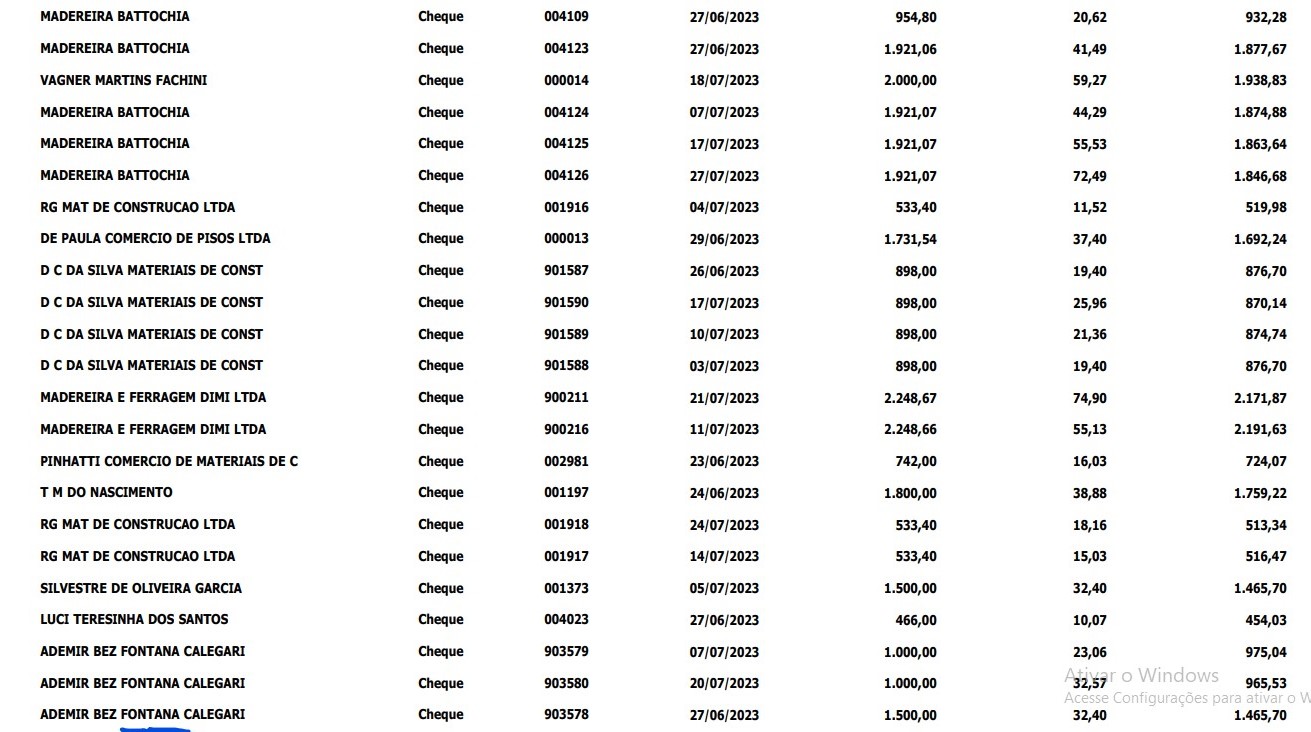 MADEREIRA BATTOCHIA Cheque 004109 27/06/2023 954,80 20,62 932,28
MADEREIRA BATTOCHIA Cheque 004123 27/06/2023 1.921,06 41,49 1.877,67
VAGNER MARTINS FACHINI Cheque 000014 18/07/2023 2.000,00 59,27 1.938,83
MADEREIRA BATTOCHIA Cheque 004124 07/07/2023 1.921,07 44,29 1.874,88
MADEREIRA BATTOCHIA Cheque 004125 17/07/2023 1.921,07 55,53 1.863,64
MADEREIRA BATTOCHIA Cheque 004126 27/07/2023 1.921,07 72,49 1.846,68
RG MAT DE CONSTRUCAO LTDA Cheque 001916 04/07/2023 533,40 11,52 519,98
DE PAULA COMERCIO DE PISOS LTDA Cheque 000013 29/06/2023 1.731,54 37,40 1.692,24
D C DA SILVA MATERIAIS DE CONST Cheque 901587 26/06/2023 898,00 19,40 876,70
D C DA SILVA MATERIAIS DE CONST Cheque 901590 17/07/2023 898,00 25,96 870,14
D C DA SILVA MATERIAIS DE CONST Cheque 901589 10/07/2023 898,00 21,36 874,74
D C DA SILVA MATERIAIS DE CONST Cheque 901588 03/07/2023 898,00 19,40 876,70
MADEREIRA E FERRAGEM DIMI LTDA Cheque 900211 21/07/2023 2.248,67 74,90 2.171,87
MADEREIRA E FERRAGEM DIMI LTDA Cheque 900216 11/07/2023 2.248,66 55,13 2.191,63
PINHATTI COMERCIO DE MATERIAIS DE C Cheque 002981 23/06/2023 742,00 16,03 724,07
T M DO NASCIMENTO Cheque 001197 24/06/2023 1.800,00 38,88 1.759,22
RG MAT DE CONSTRUCAO LTDA Cheque 001918 24/07/2023 533,40 18,16 513,34
RG MAT DE CONSTRUCAO LTDA Cheque 001917 14/07/2023 533,40 15,03 516,47
SILVESTRE DE OLIVEIRA GARCIA Cheque 001373 05/07/2023 1.500,00 32,40 1.465,70
LUCI TERESINHA DOS SANTOS Cheque 004023 27/06/2023 466,00 10,07 454,03
ADEMIR BEZ FONTANA CALEGARI Cheque 903579 07/07/2023 1.000,00 23,06 975,04
Ativar o Windows
ADEMIR BEZ FONTANA CALEGARI Cheque 903580 20/07/2023 1.000,00 32,57 965,53
Acesse Configurações para ativar o W
ADEMIR BEZ FONTANA CALEGARI Cheque 903578 27/06/2023 1.500,00 32,40 1.465,70